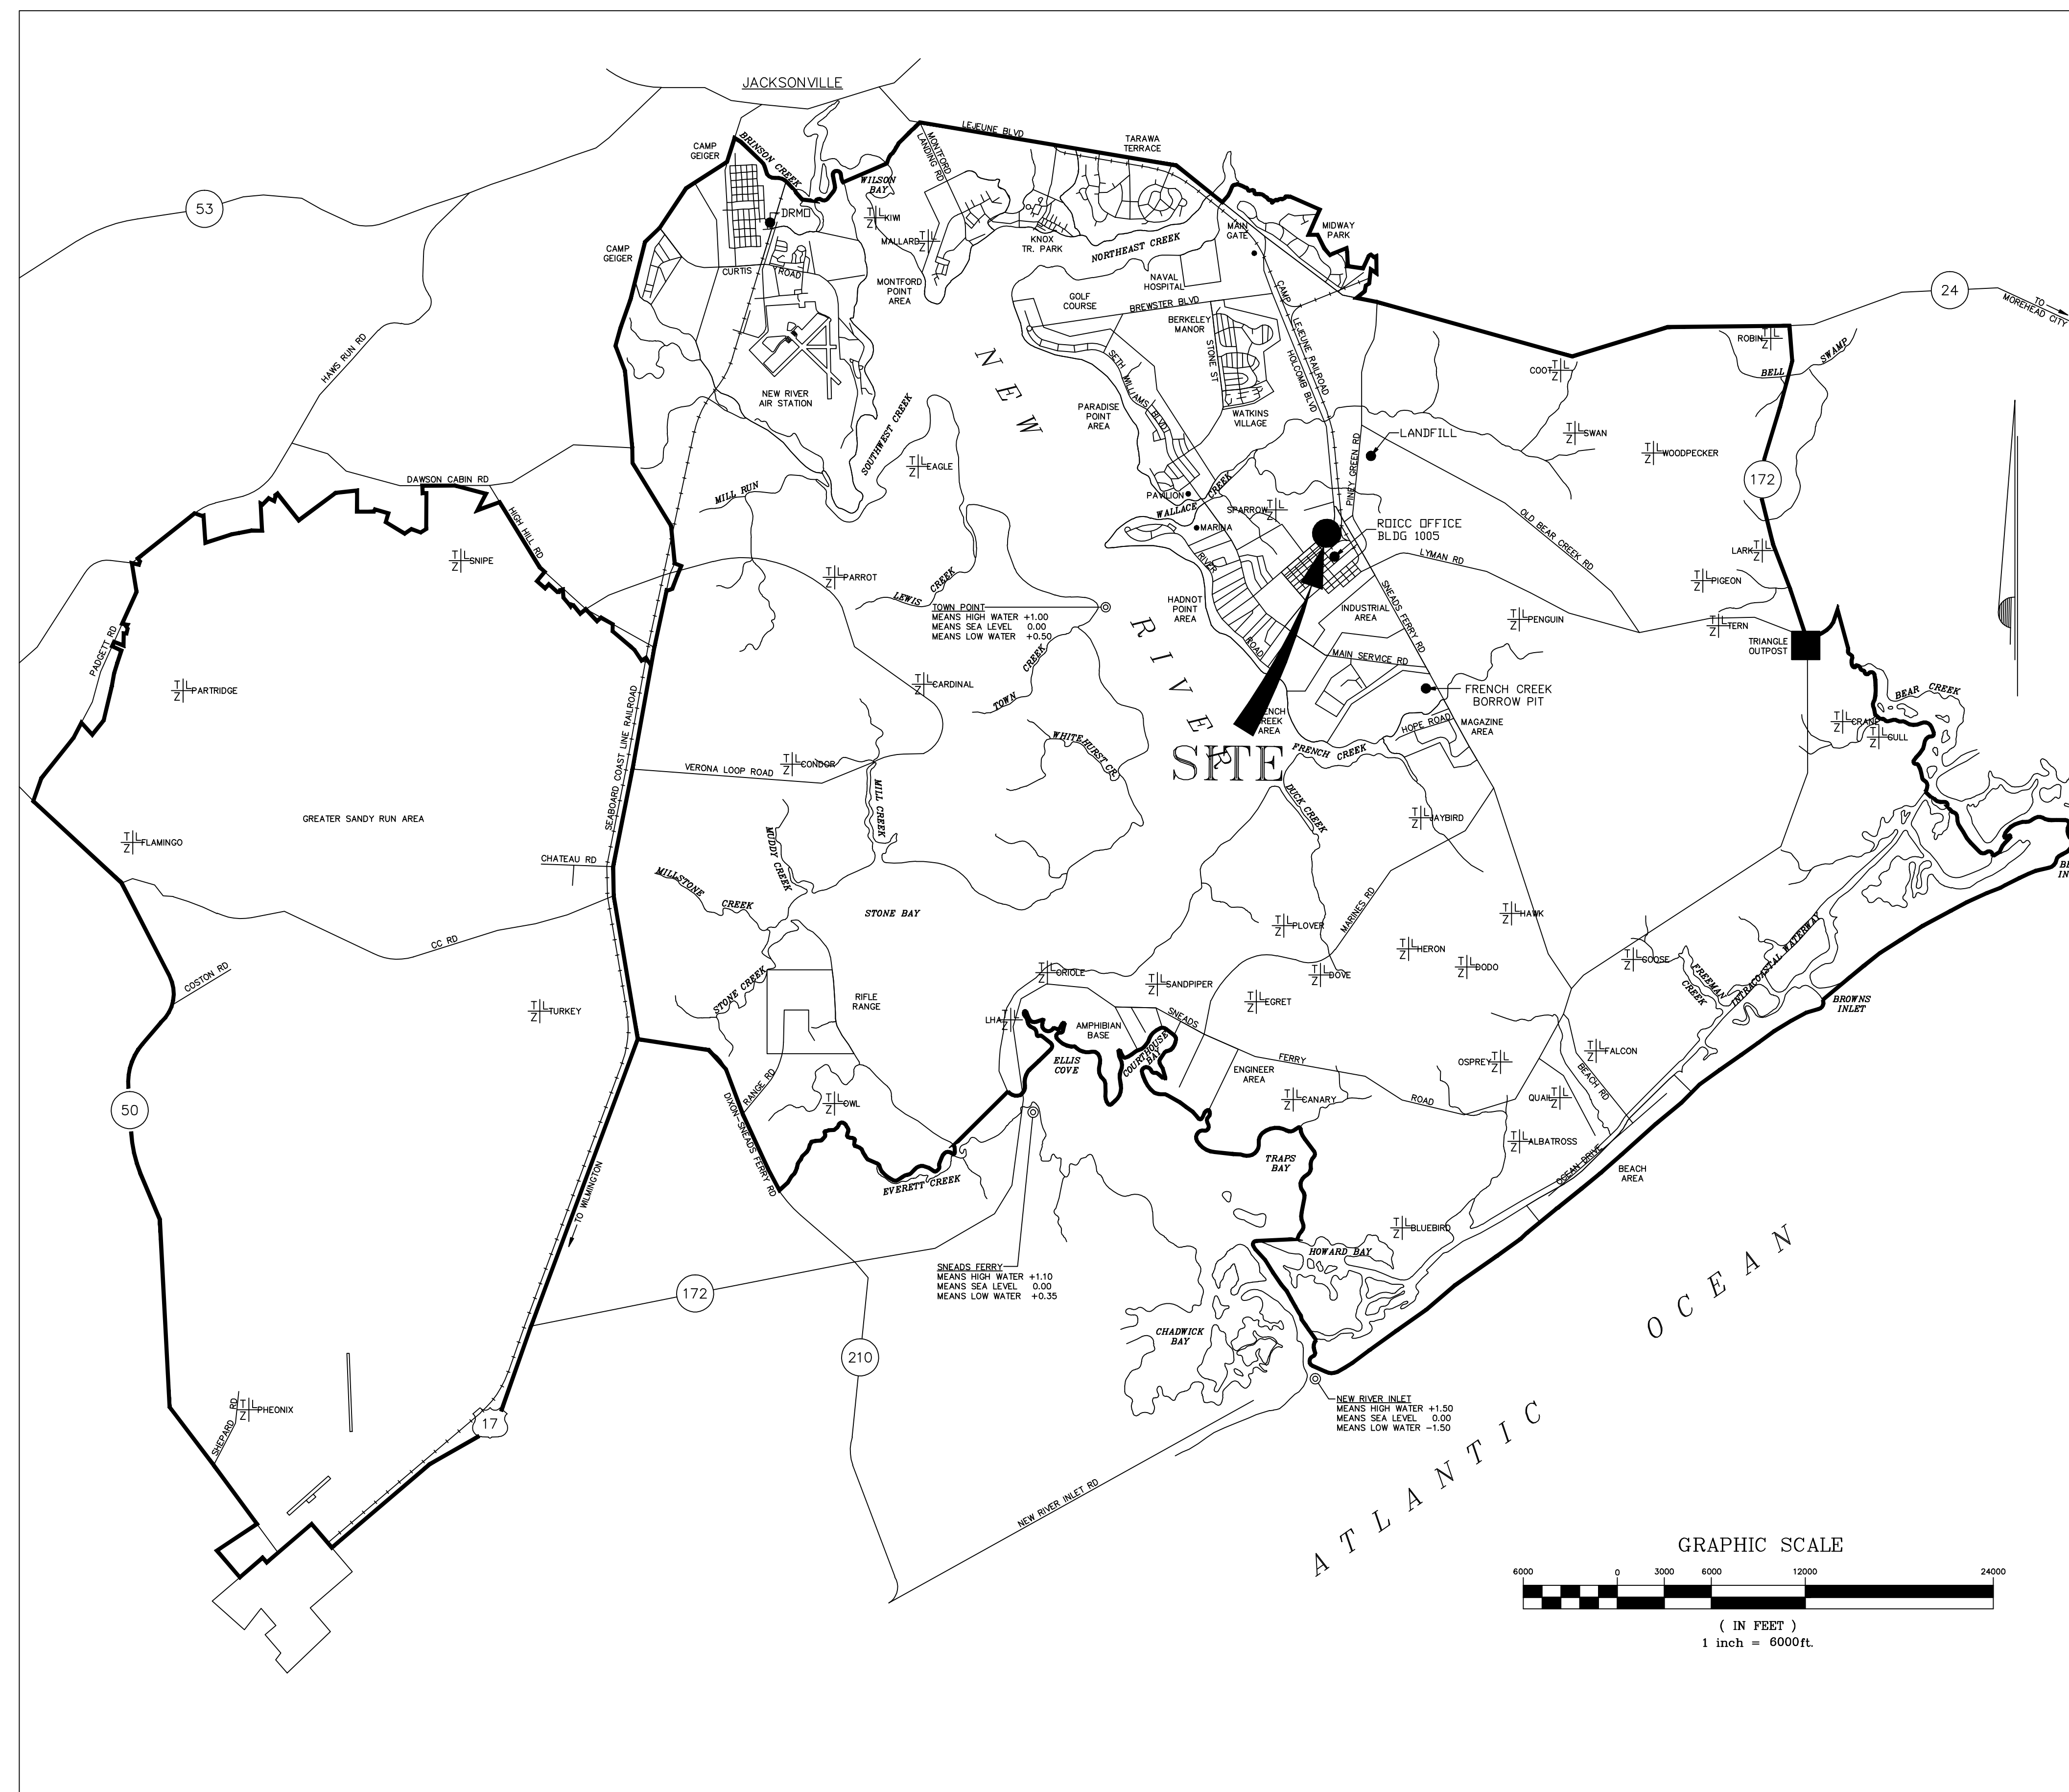 JACKSONVILLE
LEJEUNE BLVD
TARAWA
TERRACE
CAMP
GEIGER
BRINSON CREEK
MONTFORD
LANDING RD
WILSON
BAY
53
DRMO
KIWI
MALLARD
KNOX
TR. PARK
NORTHEAST CREEK
MAIN
GATE
MIDWAY
PARK
CAMP
GEIGER
CURTIS ROAD
MONTFORD
POINT
AREA
NAVAL
HOSPITAL
GOLF
COURSE
BREWSTER BLVD
24
TO
MOREHEAD CITY
HAWS RUN RD
BERKELEY
MANOR
STONE ST
CAMP LEJEUNE RAILROAD
HOLCOMB BLVD
ROBIN
BELL SWAMP
COOT
NEW RIVER
AIR STATION
SETH WILLIAMS BLVD
PARADISE
POINT
AREA
WATKINS
VILLAGE
LANDFILL
SWAN
WOODPECKER
SOUTHWEST CREEK
EAGLE
DAWSON CABIN RD
MILL RUN
PAVILION
WALLACE CREEK
SPARROW
PINEY GREEN RD
172
MARINA
ROICC OFFICE
BLDG 1005
HIGH HILL RD
OLD BEAR CREEK RD
LYMAN RD
LARK
SNIPE
PARROT
RIVER ROAD
PIGEON
LEWIS CREEK
TOWN POINT
MEANS HIGH WATER +1.00
MEANS SEA LEVEL 0.00
MEANS LOW WATER +0.50
HADNOT
POINT
AREA
INDUSTRIAL
AREA
SNEADS FERRY RD
PENGUIN
TERN
TRIANGLE
OUTPOST
PADGETT RD
NEW RIVER
TOWN CREEK
MAIN SERVICE RD
PARTRIDGE
CARDINAL
FRENCH CREEK
BORROW PIT
BEAR CREEK
SEABOARD COAST LINE RAILROAD
HOPE ROAD
MAGAZINE
AREA
CRANE
GULL
CREEK
AREA
WHITEHURST CR.
FRENCH CREEK
SITE
VERONA LOOP ROAD
CONDOR
MILL CREEK
DUCK CREEK
JAYBIRD
GREATER SANDY RUN AREA
FLAMINGO
MUDDY CREEK
CHATEAU RD
MILLSTONE CREEK
STONE BAY
MARINES RD
HAWK
PLOVER
HERON
CC RD
INTRACOASTAL WATERWAY
GOOSE
COSTON RD
STONE CREEK
ORIOLE
DOVE
DODO
SANDPIPER
FREEMAN
CREEK
BROWNS
INLET
RIFLE
RANGE
EGRET
TURKEY
LHA
AMPHIBIAN
BASE
SNEADS FERRY ROAD
COURTHOUSE
BAY
ELLIS
COVE
ENGINEER
AREA
OSPREY
FALCON
BEACH RD
50
RANGE RD
OWL
CANARY
QUAIL
DIXON-SNEADS FERRY RD
ALBATROSS
TRAPS
BAY
OCEAN DRIVE
BEACH
AREA
EVERETT CREEK
TO WILMINGTON
BLUEBIRD
HOWARD BAY
SNEADS FERRY
MEANS HIGH WATER +1.10
MEANS SEA LEVEL 0.00
MEANS LOW WATER +0.35
172
CHADWICK
BAY
210
ATLANTIC OCEAN
NEW RIVER INLET
MEANS HIGH WATER +1.50
MEANS SEA LEVEL 0.00
MEANS LOW WATER -1.50
SHEPARD RD
PHEONIX
17
NEW RIVER INLET RD
GRAPHIC SCALE
6000 0 3000 6000 12000 24000
( IN FEET )
1 inch = 6000ft.